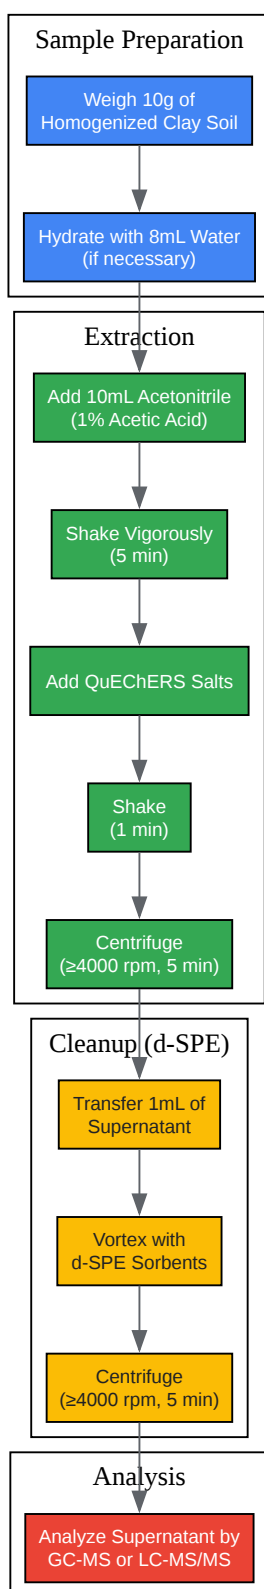 Sample Preparation
Weigh 10g of
Homogenized Clay Soil
Hydrate with 8mL Water
(if necessary)
Extraction
Add 10mL Acetonitrile
(1% Acetic Acid)
Shake Vigorously
(5 min)
Add QuEChERS Salts
Shake
(1 min)
Centrifuge
(≥4000 rpm, 5 min)
Cleanup (d-SPE)
Transfer 1mL of
Supernatant
Vortex with
d-SPE Sorbents
Centrifuge
(≥4000 rpm, 5 min)
Analysis
Analyze Supernatant by
GC-MS or LC-MS/MS